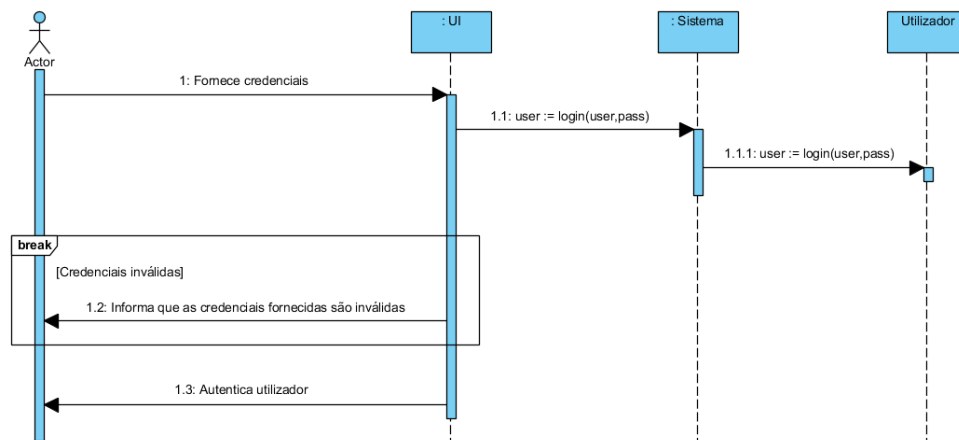 : UI
: Sistema
Utilizador
Actor
1: Fornece credenciais
1.1: user := login(user,pass)
1.1.1: user := login(user,pass)
break
[Credenciais inválidas]
1.2: Informa que as credenciais fornecidas são inválidas
1.3: Autentica utilizador